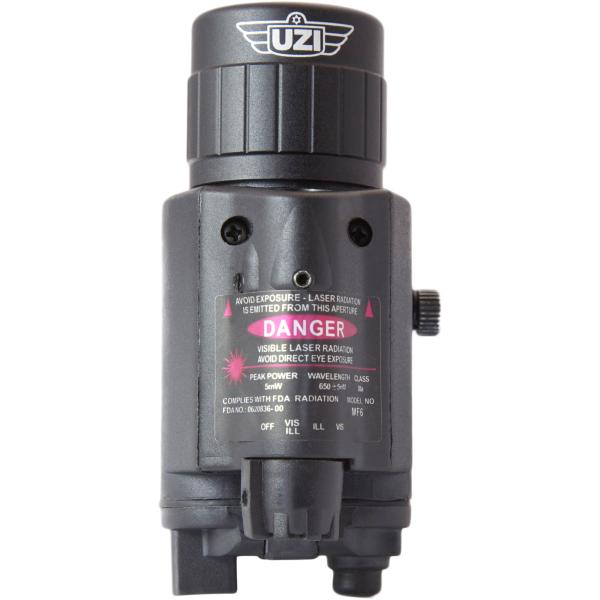 UZI
AVOID EXPOSURE - LASER RADIATION
IS EMITTED FROM THIS APERTURE
DANGER
VISIBLE LASER RADIATION
AVOID DIRECT EYE EXPOSURE
PEAK POWER WAVELENGTH CLASS
5mW 650 ± 5nM IIIa
COMPLIES WITH FDA RADIATION MODEL NO
FDA NO.: 0620836-00 MF6
OFF VIS ILL VIS
ILL